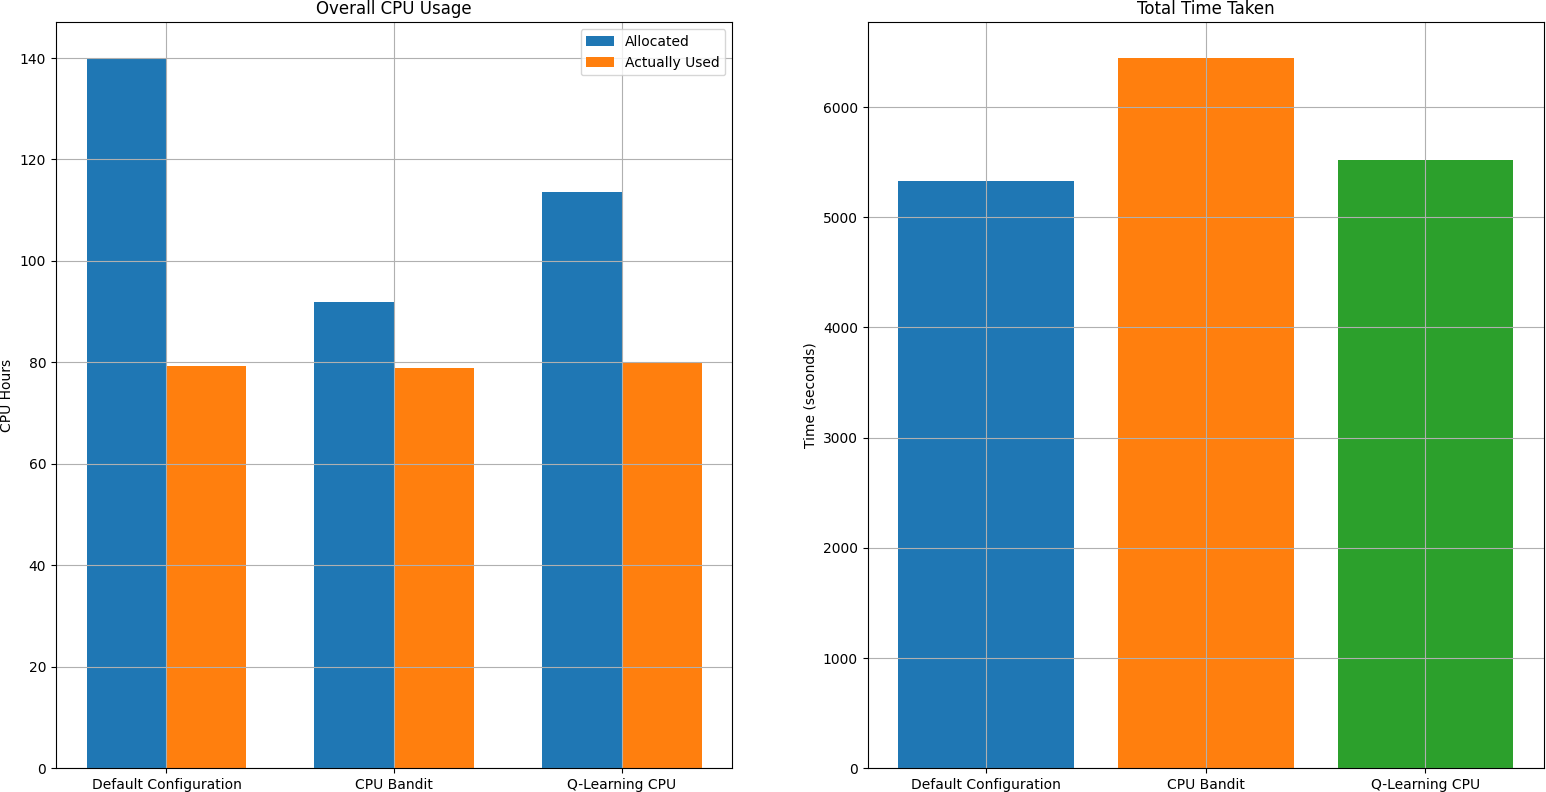 Overall CPU Usage
Allocated
Actually Used
140
120
100
80
60
40
20
0
CPU Hours
Default Configuration
CPU Bandit
Q-Learning CPU
Total Time Taken
6000
5000
4000
3000
2000
1000
0
Time (seconds)
Default Configuration
CPU Bandit
Q-Learning CPU